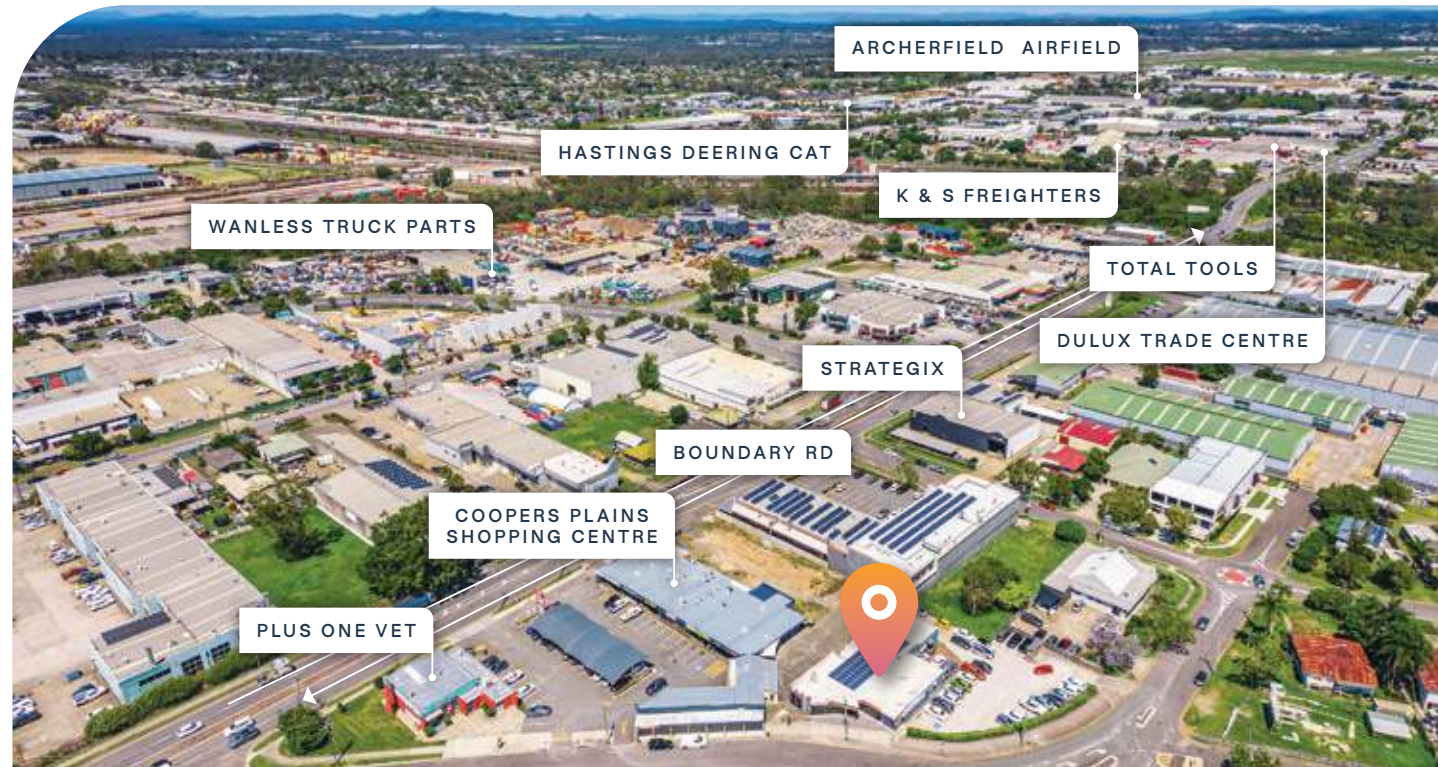 ARCHERFIELD AIRFIELD
HASTINGS DEERING CAT
K & S FREIGHTERS
WANLESS TRUCK PARTS
TOTAL TOOLS
DULUX TRADE CENTRE
STRATEGIX
BOUNDARY RD
COOPERS PLAINS
SHOPPING CENTRE
PLUS ONE VET